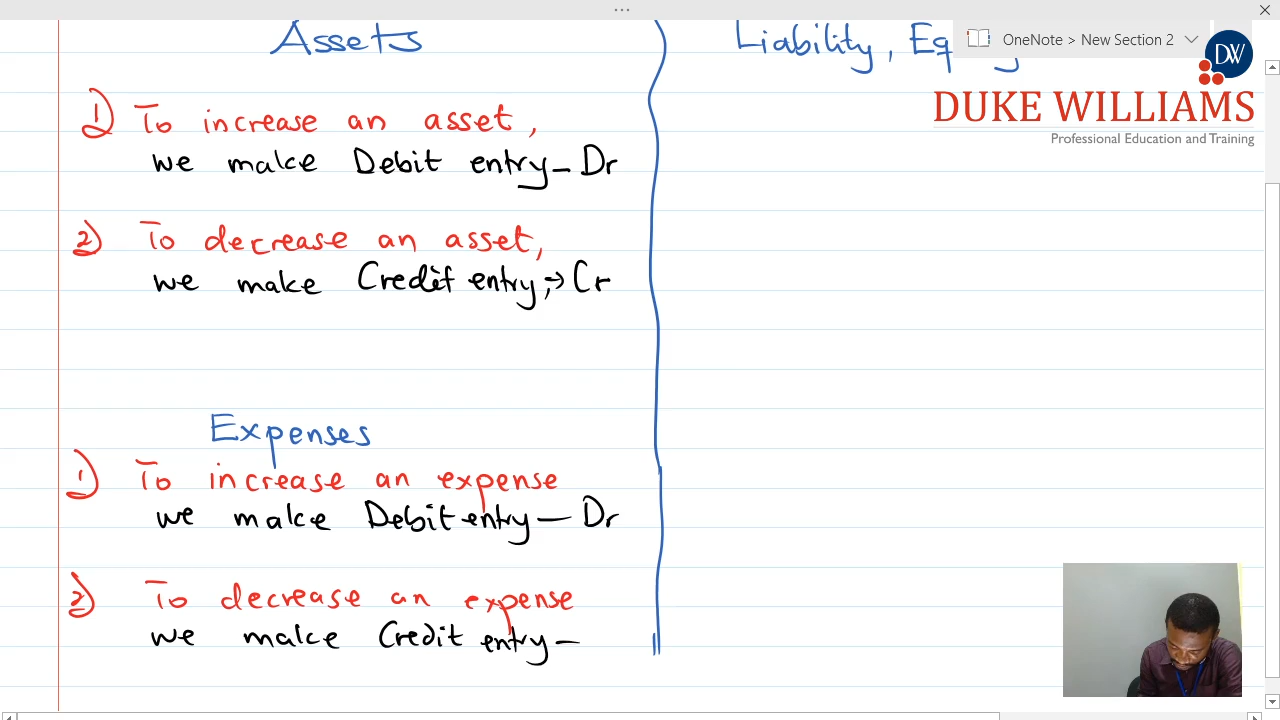 Assets
1) To increase an asset,
we make Debit entry - Dr
2) To decrease an asset,
we make Credit entry, → Cr
Expenses
1) To increase an expense
we make Debit entry - Dr
2) To decrease an expense
we make Credit entry -
Liability, Eq
OneNote > New Section 2
DW
DUKE WILLIAMS
Professional Education and Training